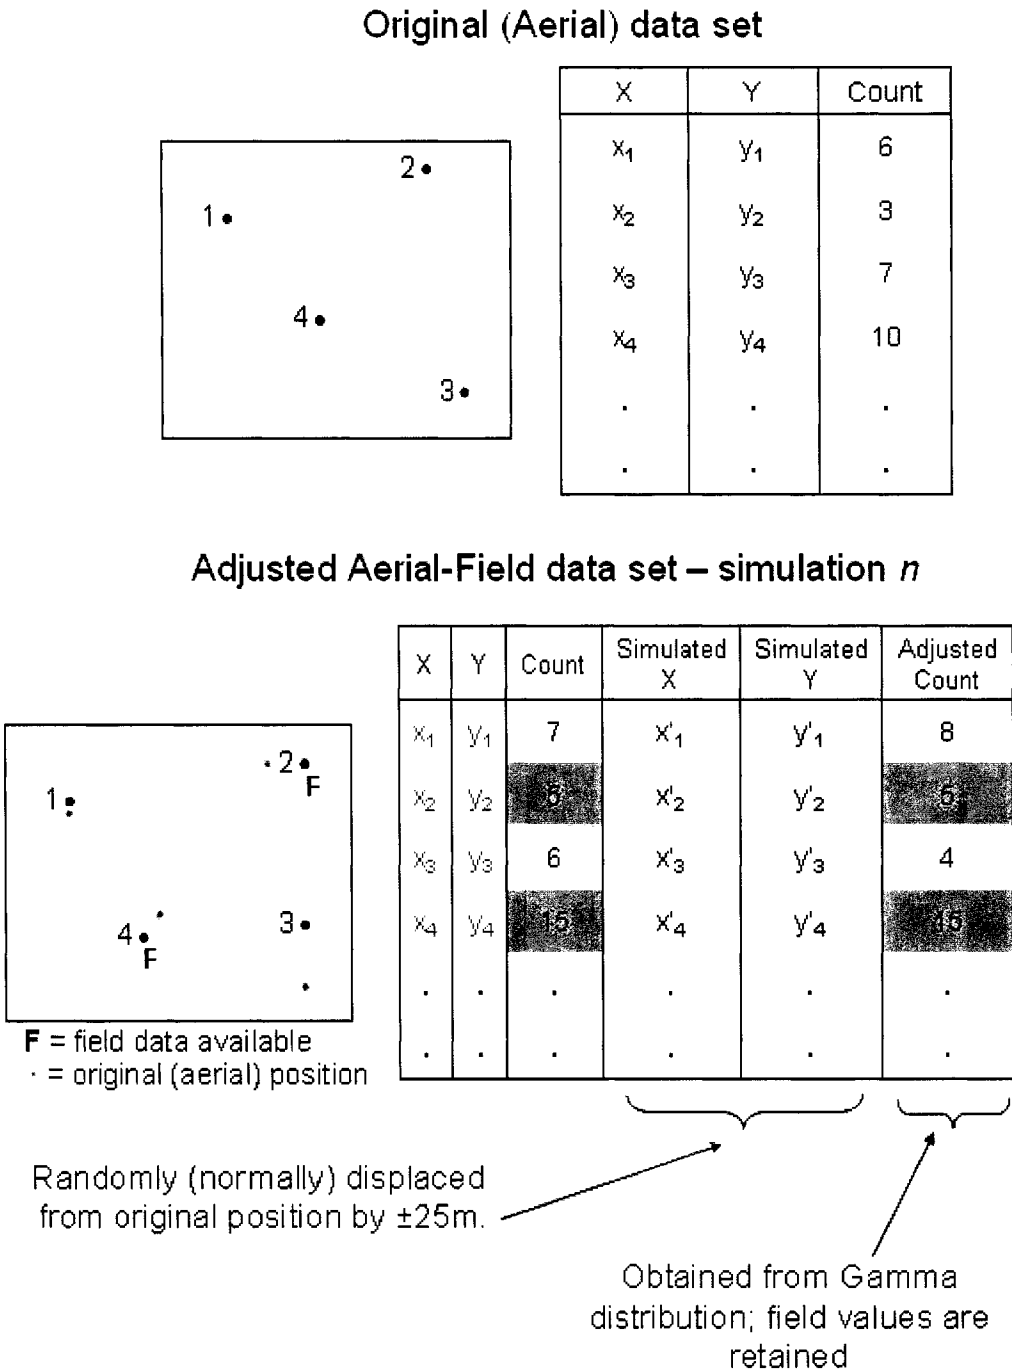 Original (Aerial) data set
X Y Count
x1 y1 6
x2 y2 3
x3 y3 7
x4 y4 10
. . .
. . .
2
1
4
3
Adjusted Aerial-Field data set – simulation n
X Y Count Simulated X Simulated Y Adjusted Count
x1 y1 7 x'1 y'1 8
x2 y2 x'2 y'2
x3 y3 6 x'3 y'3 4
x4 y4 15 x'4 y'4 15
. . . . . .
. . . . . .
2
F
1
3
4
F
F = field data available
· = original (aerial) position
Randomly (normally) displaced
from original position by ±25m.
Obtained from Gamma
distribution; field values are
retained